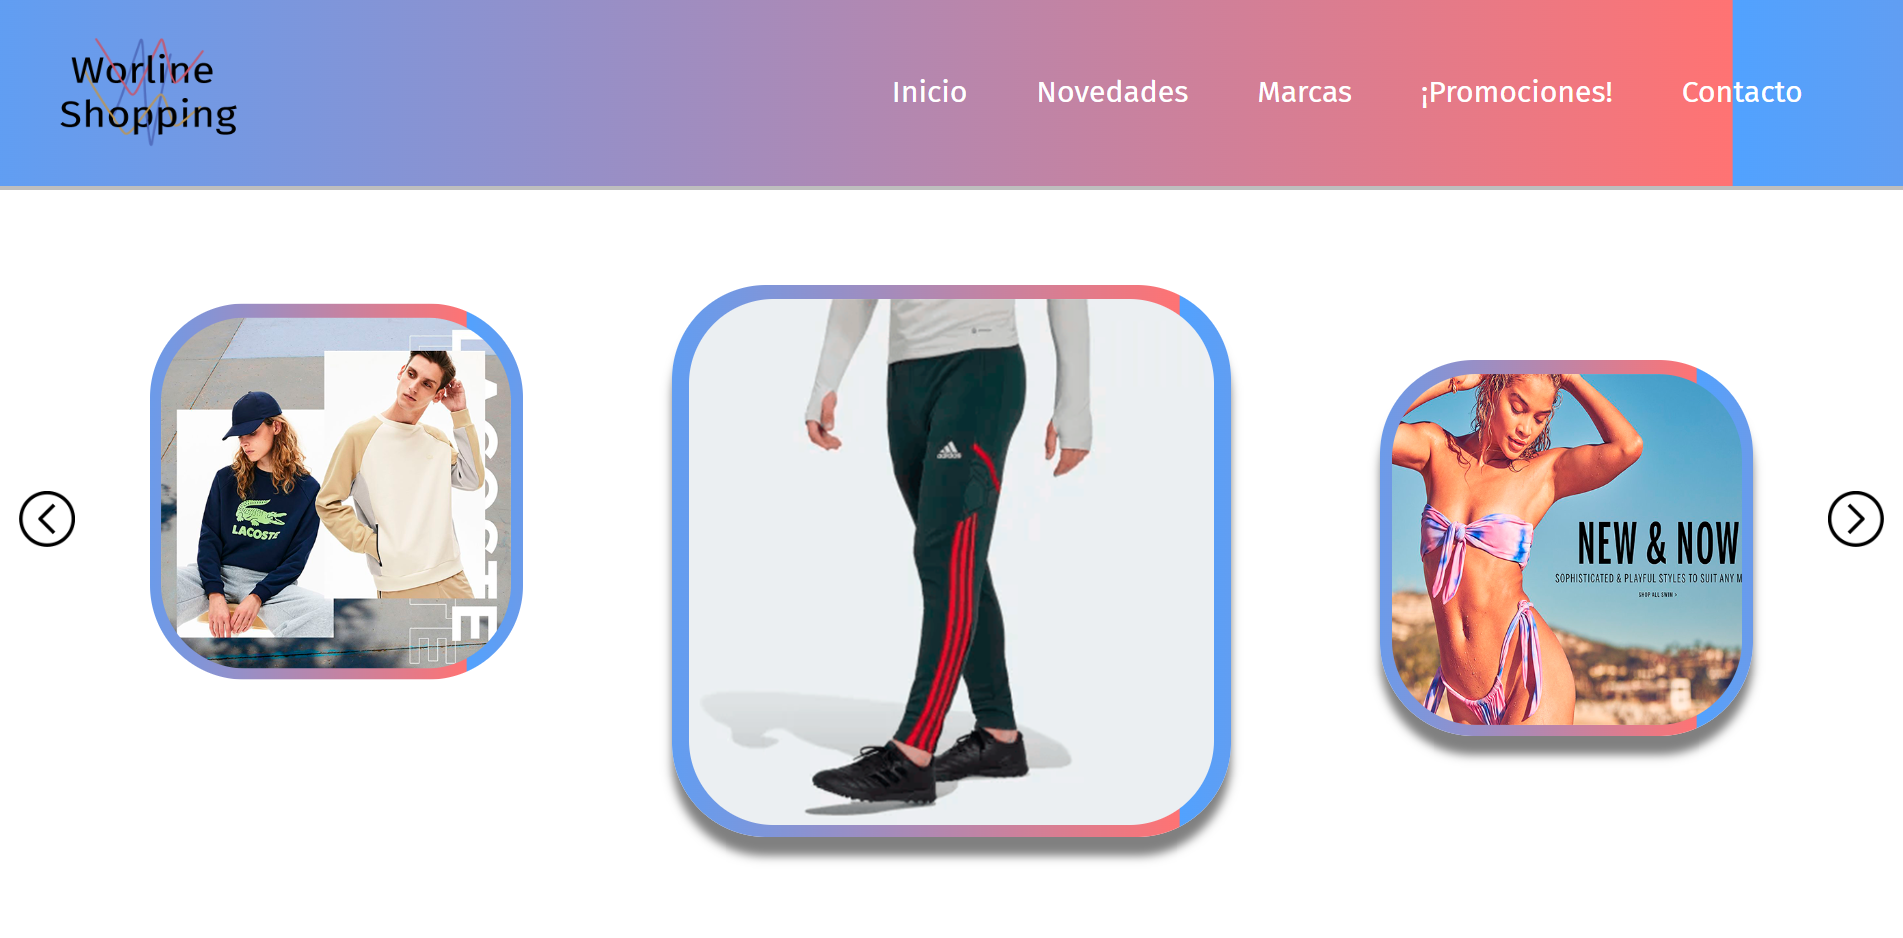 Worline
Shopping
Inicio
Novedades
Marcas
¡Promociones!
Contacto
LACOSTE
LACOSTE
adidas
NEW & NOW
SOPHISTICATED & PLAYFUL STYLES TO SUIT ANY M
SHOP ALL SWIM >